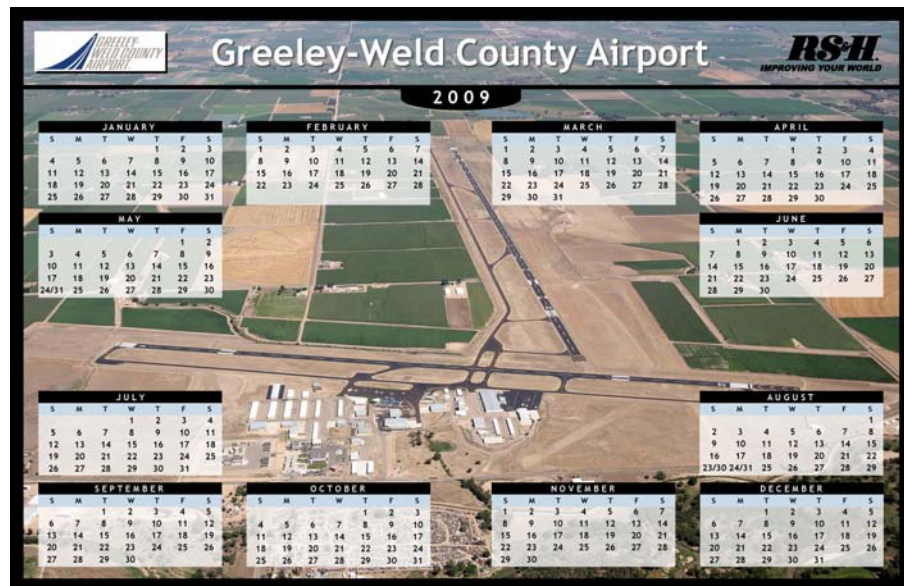 GREELEY-
WELD COUNTY
AIRPORT
Greeley-Weld County Airport
RS&H
IMPROVING YOUR WORLD
2009
JANUARY
S M T W T F S
1 2 3
4 5 6 7 8 9 10
11 12 13 14 15 16 17
18 19 20 21 22 23 24
25 26 27 28 29 30 31
FEBRUARY
S M T W T F S
1 2 3 4 5 6 7
8 9 10 11 12 13 14
15 16 17 18 19 20 21
22 23 24 25 26 27 28
MARCH
S M T W T F S
1 2 3 4 5 6 7
8 9 10 11 12 13 14
15 16 17 18 19 20 21
22 23 24 25 26 27 28
29 30 31
APRIL
S M T W T F S
1 2 3 4
5 6 7 8 9 10 11
12 13 14 15 16 17 18
19 20 21 22 23 24 25
26 27 28 29 30
MAY
S M T W T F S
1 2
3 4 5 6 7 8 9
10 11 12 13 14 15 16
17 18 19 20 21 22 23
24/31 25 26 27 28 29 30
JUNE
S M T W T F S
1 2 3 4 5 6
7 8 9 10 11 12 13
14 15 16 17 18 19 20
21 22 23 24 25 26 27
28 29 30
JULY
S M T W T F S
1 2 3 4
5 6 7 8 9 10 11
12 13 14 15 16 17 18
19 20 21 22 23 24 25
26 27 28 29 30 31
AUGUST
S M T W T F S
1
2 3 4 5 6 7 8
9 10 11 12 13 14 15
16 17 18 19 20 21 22
23/30 24/31 25 26 27 28 29
SEPTEMBER
S M T W T F S
1 2 3 4 5
6 7 8 9 10 11 12
13 14 15 16 17 18 19
20 21 22 23 24 25 26
27 28 29 30
OCTOBER
S M T W T F S
1 2 3
4 5 6 7 8 9 10
11 12 13 14 15 16 17
18 19 20 21 22 23 24
25 26 27 28 29 30 31
NOVEMBER
S M T W T F S
1 2 3 4 5 6 7
8 9 10 11 12 13 14
15 16 17 18 19 20 21
22 23 24 25 26 27 28
29 30
DECEMBER
S M T W T F S
1 2 3 4 5
6 7 8 9 10 11 12
13 14 15 16 17 18 19
20 21 22 23 24 25 26
27 28 29 30 31